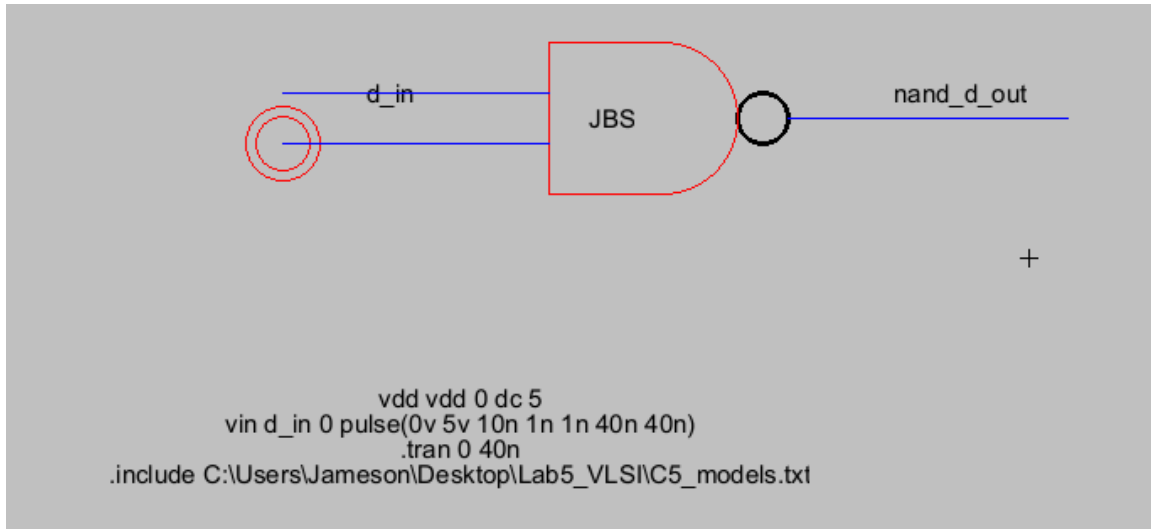 d_in
JBS
nand_d_out
vdd vdd 0 dc 5
vin d_in 0 pulse(0v 5v 10n 1n 1n 40n 40n)
.tran 0 40n
.include C:\Users\Jameson\Desktop\Lab5_VLSI\C5_models.txt